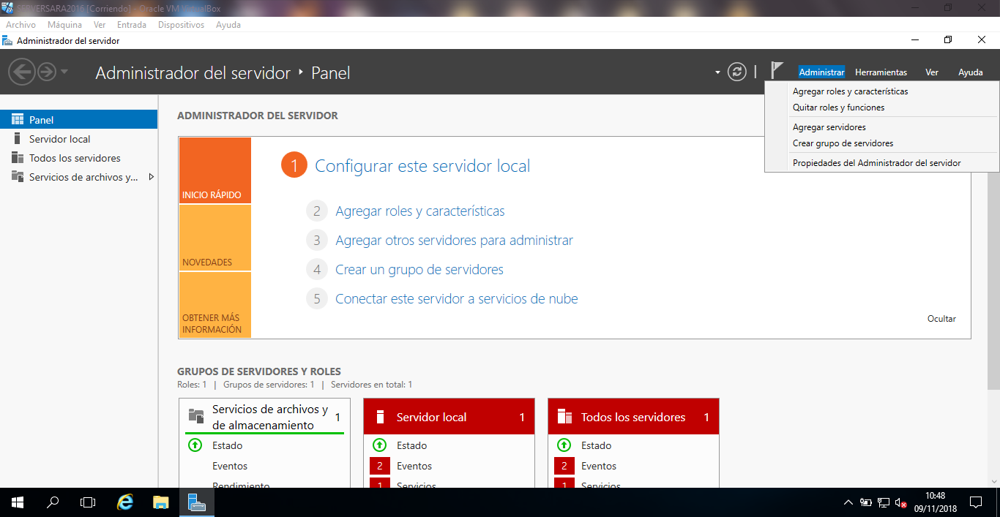 SERVERSARA2016 [Corriendo] - Oracle VM VirtualBox
Archivo Máquina Ver Entrada Dispositivos Ayuda
Administrador del servidor
Administrador del servidor Panel
Administrar Herramientas Ver Ayuda
Agregar roles y características
Quitar roles y funciones
Agregar servidores
Crear grupo de servidores
Propiedades del Administrador del servidor
Panel
Servidor local
Todos los servidores
Servicios de archivos y...
ADMINISTRADOR DEL SERVIDOR
INICIO RÁPIDO
NOVEDADES
OBTENER MÁS
INFORMACIÓN
1 Configurar este servidor local
2 Agregar roles y características
3 Agregar otros servidores para administrar
4 Crear un grupo de servidores
5 Conectar este servidor a servicios de nube
Ocultar
GRUPOS DE SERVIDORES Y ROLES
Roles: 1 | Grupos de servidores: 1 | Servidores en total: 1
Servicios de archivos y
de almacenamiento 1
Estado
Eventos
Rendimiento
Servidor local 1
Estado
2 Eventos
1 Servicios
Todos los servidores 1
Estado
2 Eventos
1 Servicios
10:48
09/11/2018